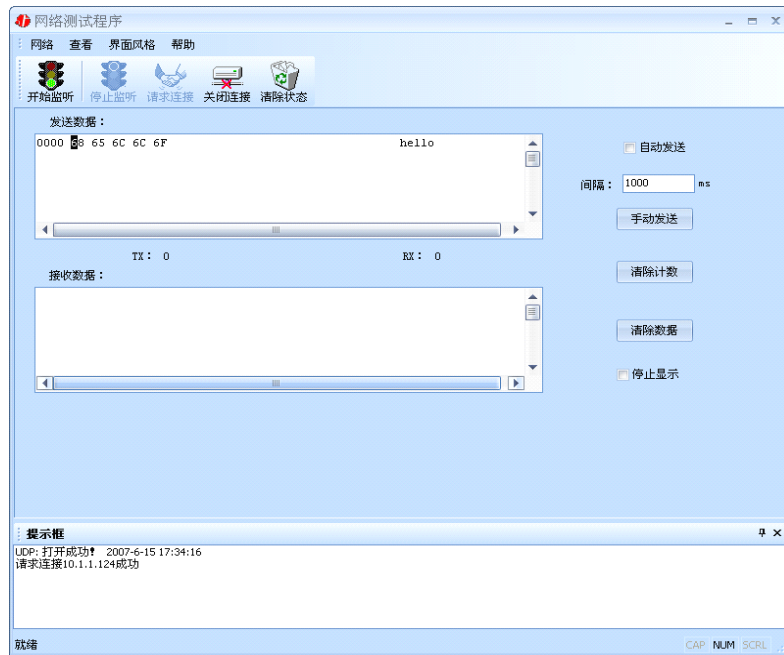 网络测试程序
网络 查看 界面风格 帮助
开始监听 停止监听 请求连接 关闭连接 清除状态
发送数据：
0000 68 65 6C 6C 6F hello
自动发送
间隔： 1000 ms
手动发送
TX： 0 RX： 0
接收数据：
清除计数
清除数据
停止显示
提示框
UDP: 打开成功! 2007-6-15 17:34:16
请求连接10.1.1.124成功
就绪 CAP NUM SCRL